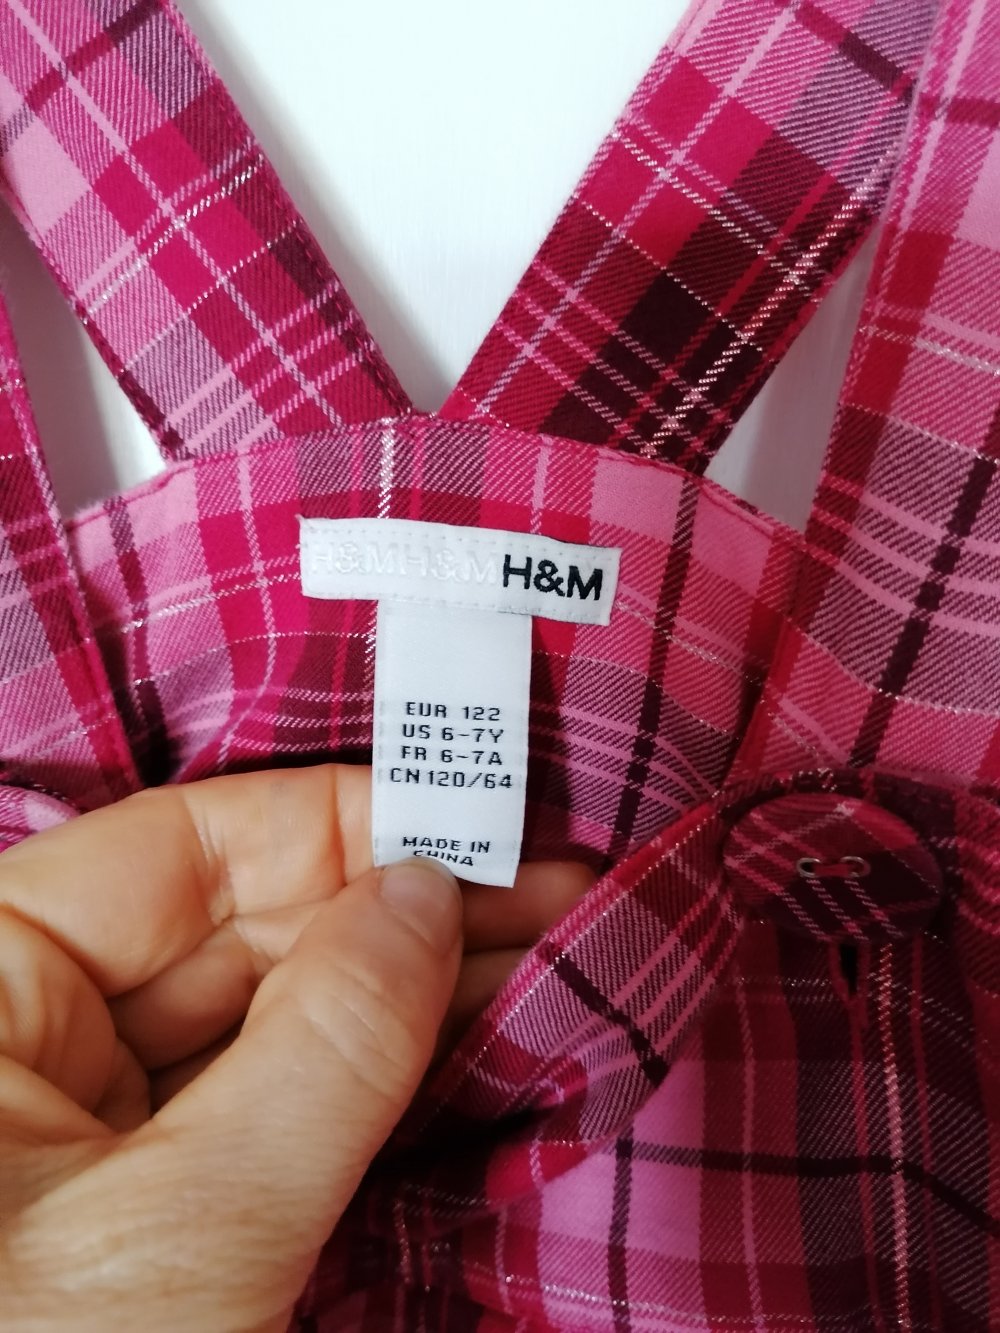 H&MH&MH&M
EUR 122
US 6-7Y
FR 6-7A
CN 120/64
MADE IN
CHINA